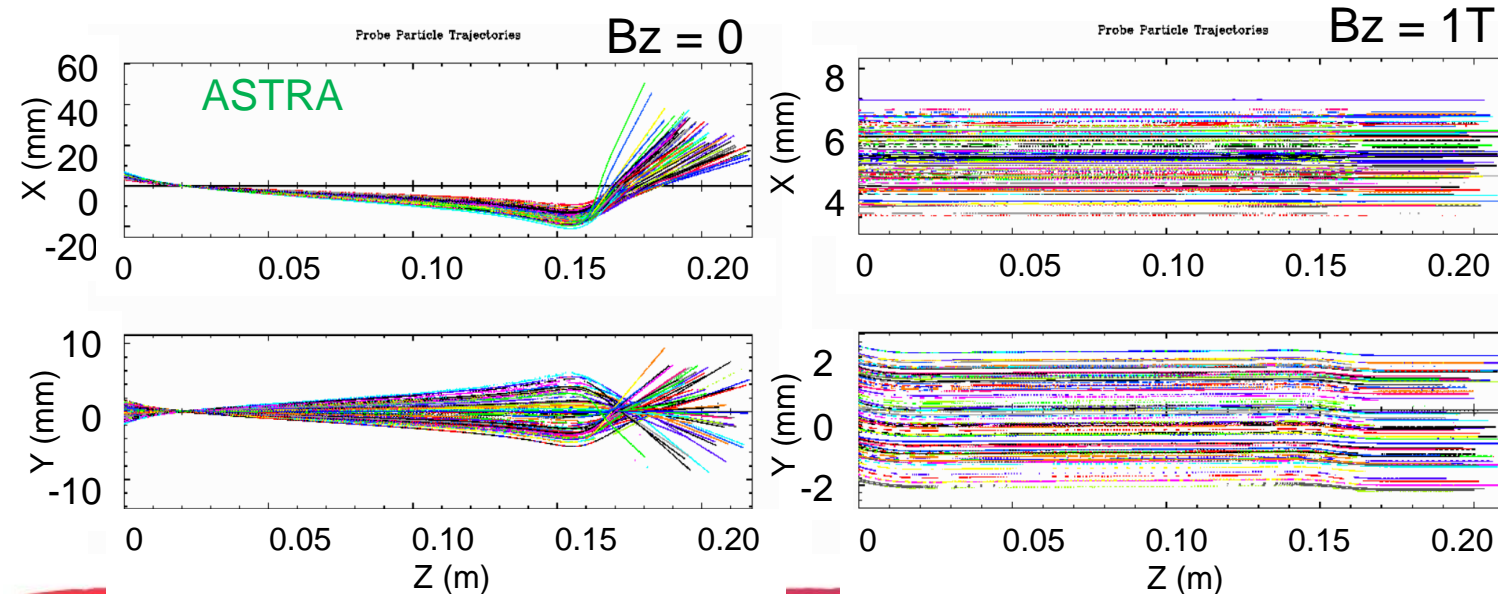 Probe Particle Trajectories
Bz = 0
ASTRA
60
40
20
0
-20
X (mm)
0 0.05 0.10 0.15 0.20
10
0
-10
Y (mm)
0 0.05 0.10 0.15 0.20
Z (m)
Probe Particle Trajectories
Bz = 1T
8
6
4
X (mm)
0 0.05 0.10 0.15 0.20
2
0
-2
Y (mm)
0 0.05 0.10 0.15 0.20
Z (m)